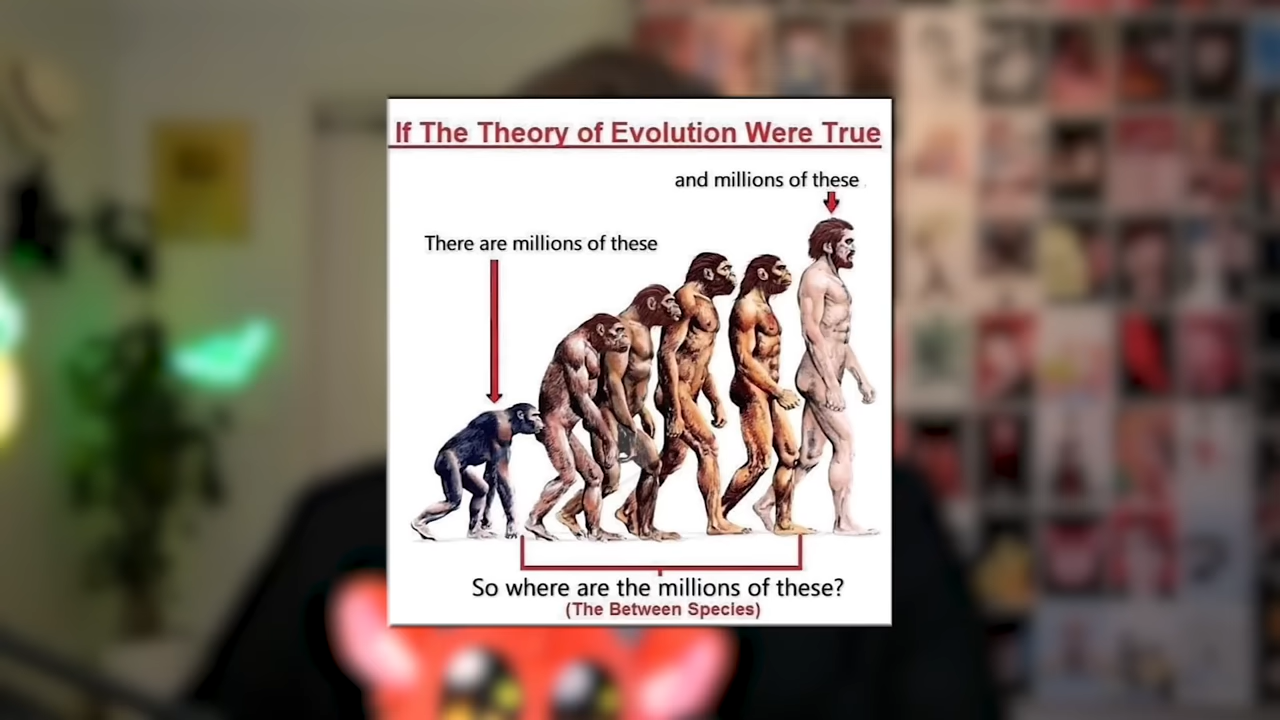 If The Theory of Evolution Were True
and millions of these
There are millions of these
So where are the millions of these?
(The Between Species)